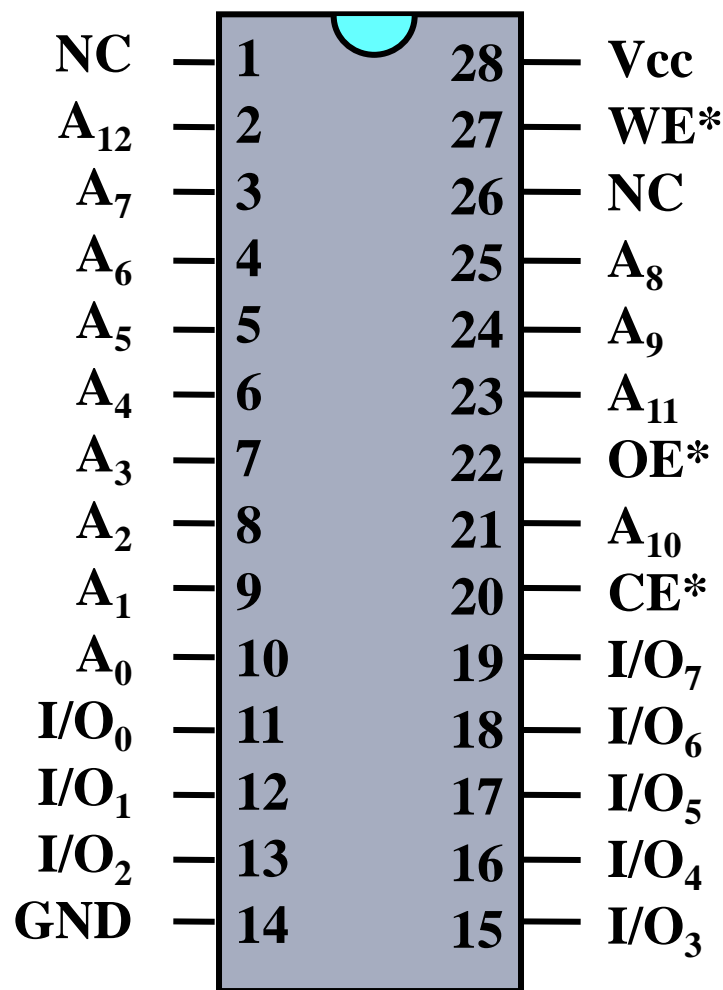 NC 1 28 Vcc
A₁₂ 2 27 WE*
A₇ 3 26 NC
A₆ 4 25 A₈
A₅ 5 24 A₉
A₄ 6 23 A₁₁
A₃ 7 22 OE*
A₂ 8 21 A₁₀
A₁ 9 20 CE*
A₀ 10 19 I/O₇
I/O₀ 11 18 I/O₆
I/O₁ 12 17 I/O₅
I/O₂ 13 16 I/O₄
GND 14 15 I/O₃